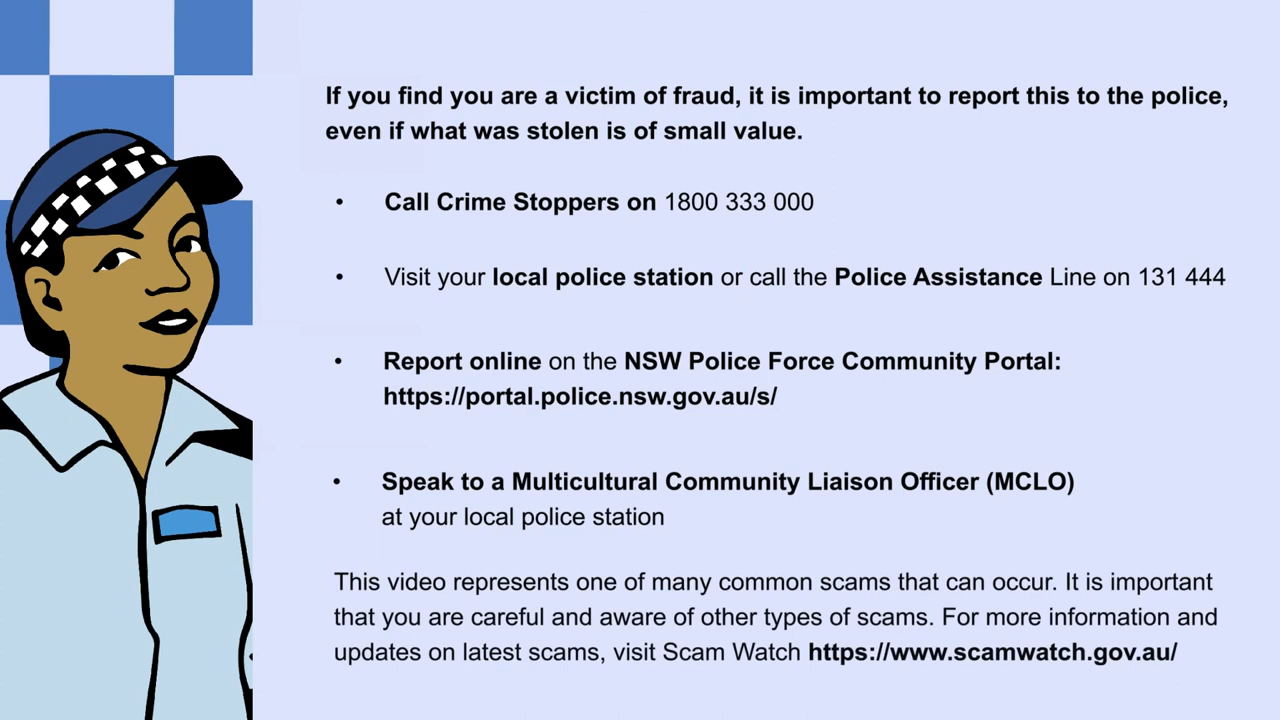 If you find you are a victim of fraud, it is important to report this to the police,
even if what was stolen is of small value.
• Call Crime Stoppers on 1800 333 000
• Visit your local police station or call the Police Assistance Line on 131 444
• Report online on the NSW Police Force Community Portal:
https://portal.police.nsw.gov.au/s/
• Speak to a Multicultural Community Liaison Officer (MCLO)
at your local police station
This video represents one of many common scams that can occur. It is important
that you are careful and aware of other types of scams. For more information and
updates on latest scams, visit Scam Watch https://www.scamwatch.gov.au/